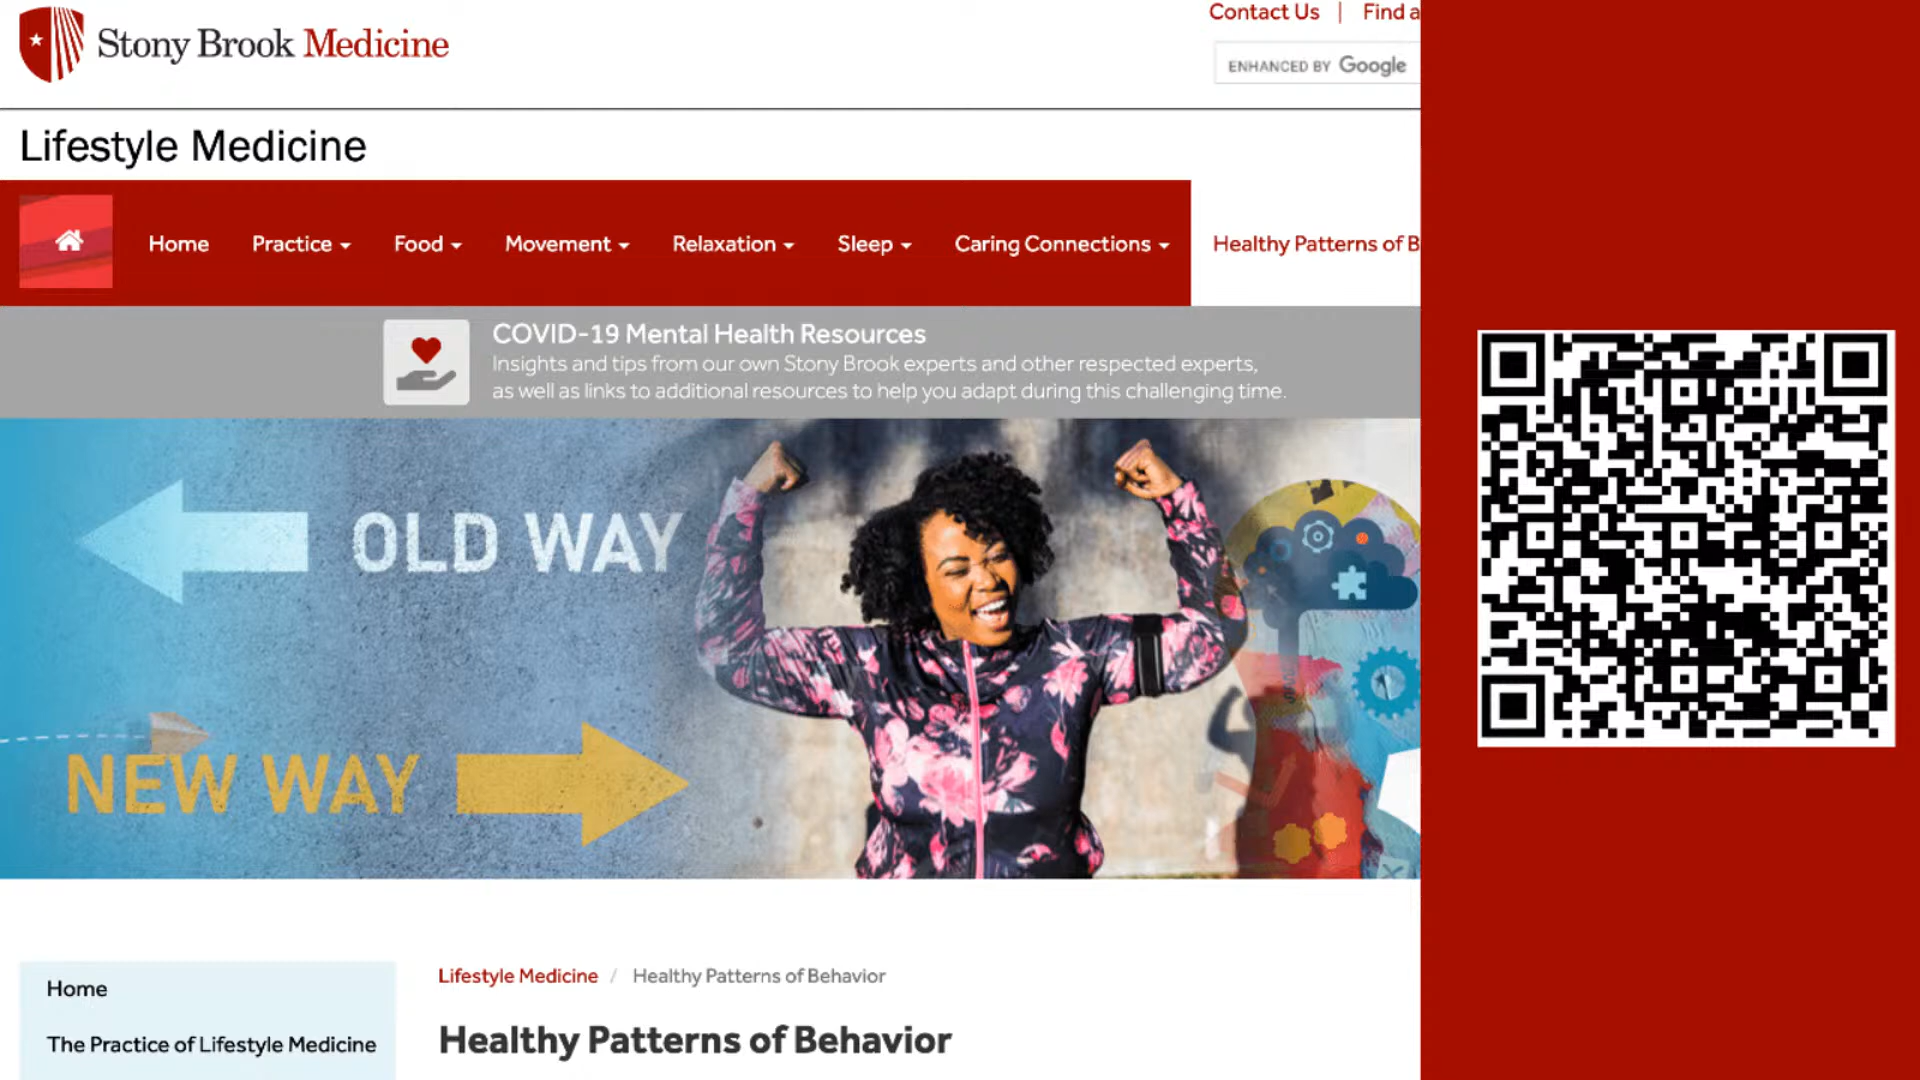 Stony Brook Medicine
Contact Us | Find a
ENHANCED BY Google
Lifestyle Medicine
Home Practice Food Movement Relaxation Sleep Caring Connections Healthy Patterns of B
COVID-19 Mental Health Resources
Insights and tips from our own Stony Brook experts and other respected experts,
as well as links to additional resources to help you adapt during this challenging time.
OLD WAY
NEW WAY
Home
The Practice of Lifestyle Medicine
Lifestyle Medicine / Healthy Patterns of Behavior
Healthy Patterns of Behavior